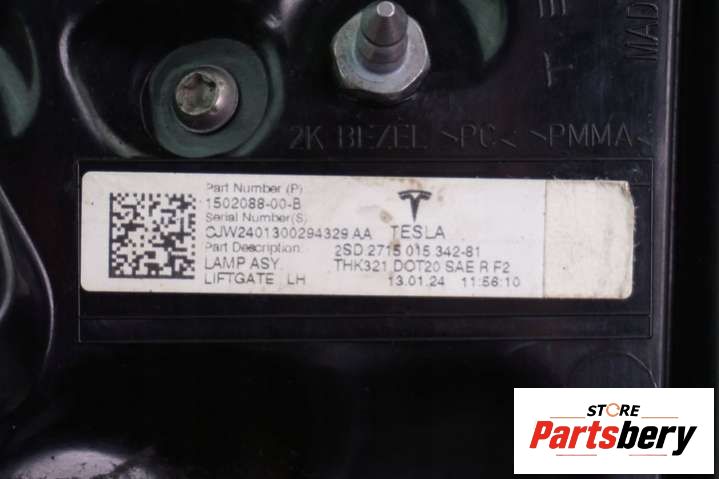 MAD
2K BEZEL >PC< >PMMA<
Part Number (P)
1502088-00-B
Serial Number(S)
CJW2401300294329 AA
Part Description:
LAMP ASY,
LIFTGATE, LH
TESLA
2SD 2715 015 342-81
THK321 DOT20 SAE R F2
13.01.24 11:56:10
STORE
Partsbery